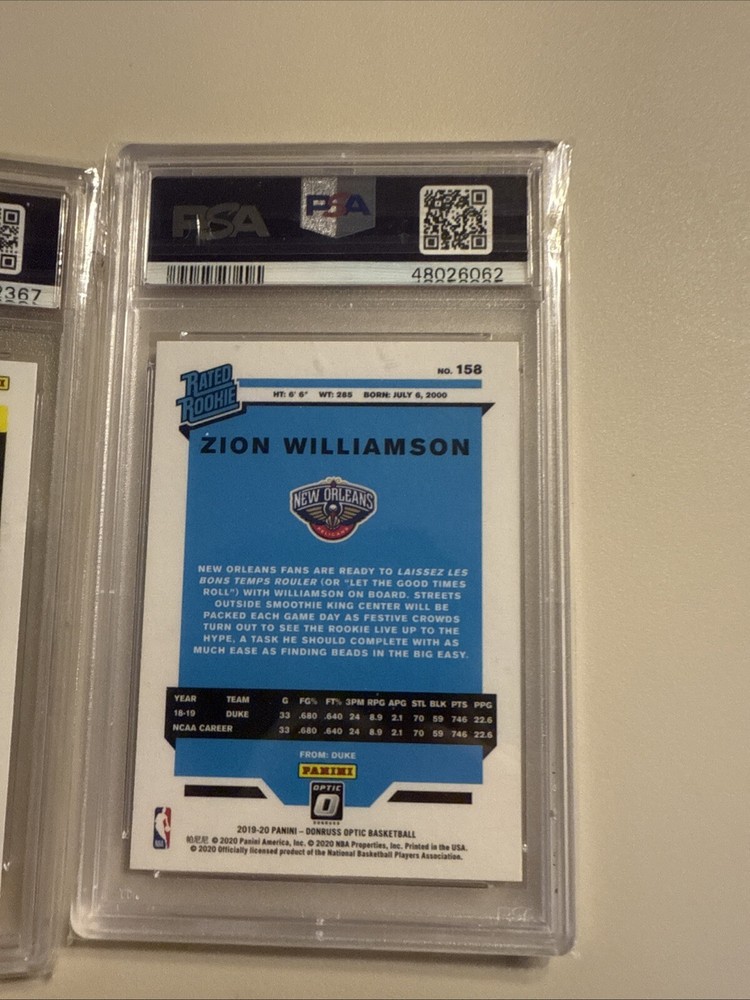 PSA
PSA
48026062
2367
RATED
ROOKIE
NO. 158
HT: 6' 6" WT: 285 BORN: JULY 6, 2000
ZION WILLIAMSON
NEW ORLEANS
PELICANS
NEW ORLEANS FANS ARE READY TO LAISSEZ LES
BONS TEMPS ROULER (OR “LET THE GOOD TIMES
ROLL”) WITH WILLIAMSON ON BOARD. STREETS
OUTSIDE SMOOTHIE KING CENTER WILL BE
PACKED EACH GAME DAY AS FESTIVE CROWDS
TURN OUT TO SEE THE ROOKIE LIVE UP TO THE
HYPE, A TASK HE SHOULD COMPLETE WITH AS
MUCH EASE AS FINDING BEADS IN THE BIG EASY.
YEAR TEAM G FG% FT% 3PM RPG APG STL BLK PTS PPG
18-19 DUKE 33 .680 .640 24 8.9 2.1 70 59 746 22.6
NCAA CAREER 33 .680 .640 24 8.9 2.1 70 59 746 22.6
FROM: DUKE
PANINI
OPTIC
DONRUSS
2019-20 PANINI – DONRUSS OPTIC BASKETBALL
帕尼尼 © 2020 Panini America, Inc. © 2020 NBA Properties, Inc. Printed in the USA.
© 2020 Officially licensed product of the National Basketball Players Association.